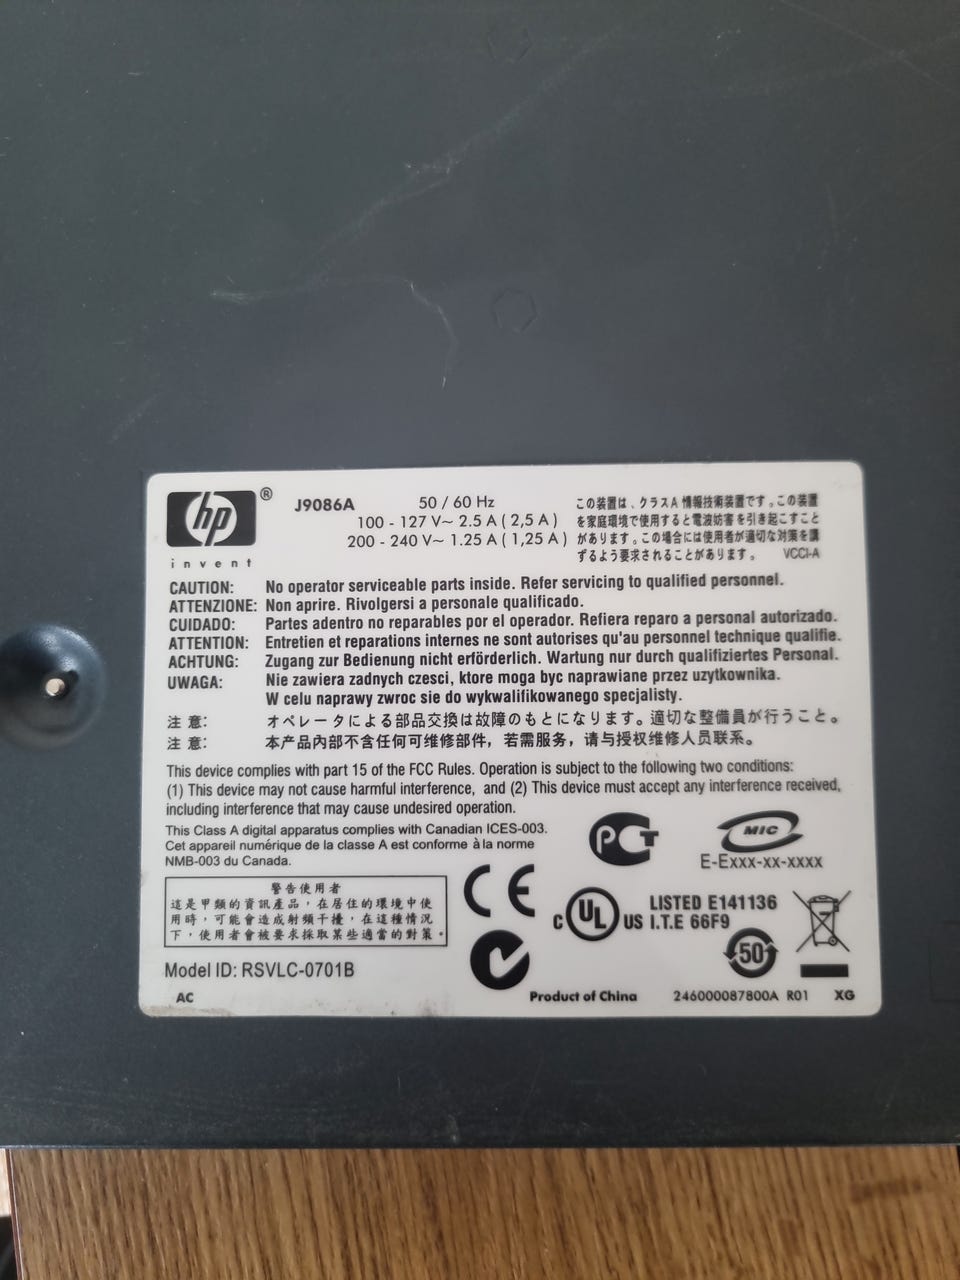 hp ®
invent
J9086A
50 / 60 Hz
100 - 127 V~ 2.5 A ( 2,5 A )
200 - 240 V~ 1.25 A ( 1,25 A )
この装置は、クラスA 情報技術装置です。この装置
を家庭環境で使用すると電波妨害を引き起こすこと
があります。この場合には使用者が適切な対策を講
ずるよう要求されることがあります。 VCCI-A
CAUTION: No operator serviceable parts inside. Refer servicing to qualified personnel.
ATTENZIONE: Non aprire. Rivolgersi a personale qualificado.
CUIDADO: Partes adentro no reparables por el operador. Refiera reparo a personal autorizado.
ATTENTION: Entretien et reparations internes ne sont autorises qu'au personnel technique qualifie.
ACHTUNG: Zugang zur Bedienung nicht erförderlich. Wartung nur durch qualifiziertes Personal.
UWAGA: Nie zawiera zadnych czesci, ktore moga byc naprawiane przez uzytkownika.
W celu naprawy zwroc sie do wykwalifikowanego specjalisty.
注 意: オペレータによる部品交換は故障のもとになります。適切な整備員が行うこと。
注 意: 本产品内部不含任何可维修部件，若需服务，请与授权维修人员联系。
This device complies with part 15 of the FCC Rules. Operation is subject to the following two conditions:
(1) This device may not cause harmful interference, and (2) This device must accept any interference received,
including interference that may cause undesired operation.
This Class A digital apparatus complies with Canadian ICES-003.
Cet appareil numérique de la classe A est conforme à la norme
NMB-003 du Canada.
PCT
MIC
E-Exxx-xx-xxxx
警告使用者
這是甲類的資訊產品，在居住的環境中使
用時，可能會造成射頻干擾，在這種情況
下，使用者會被要求採取某些適當的對策。
CE
C UL US
LISTED E141136
I.T.E 66F9
50
Model ID: RSVLC-0701B
AC
Product of China
246000087800A R01 XG